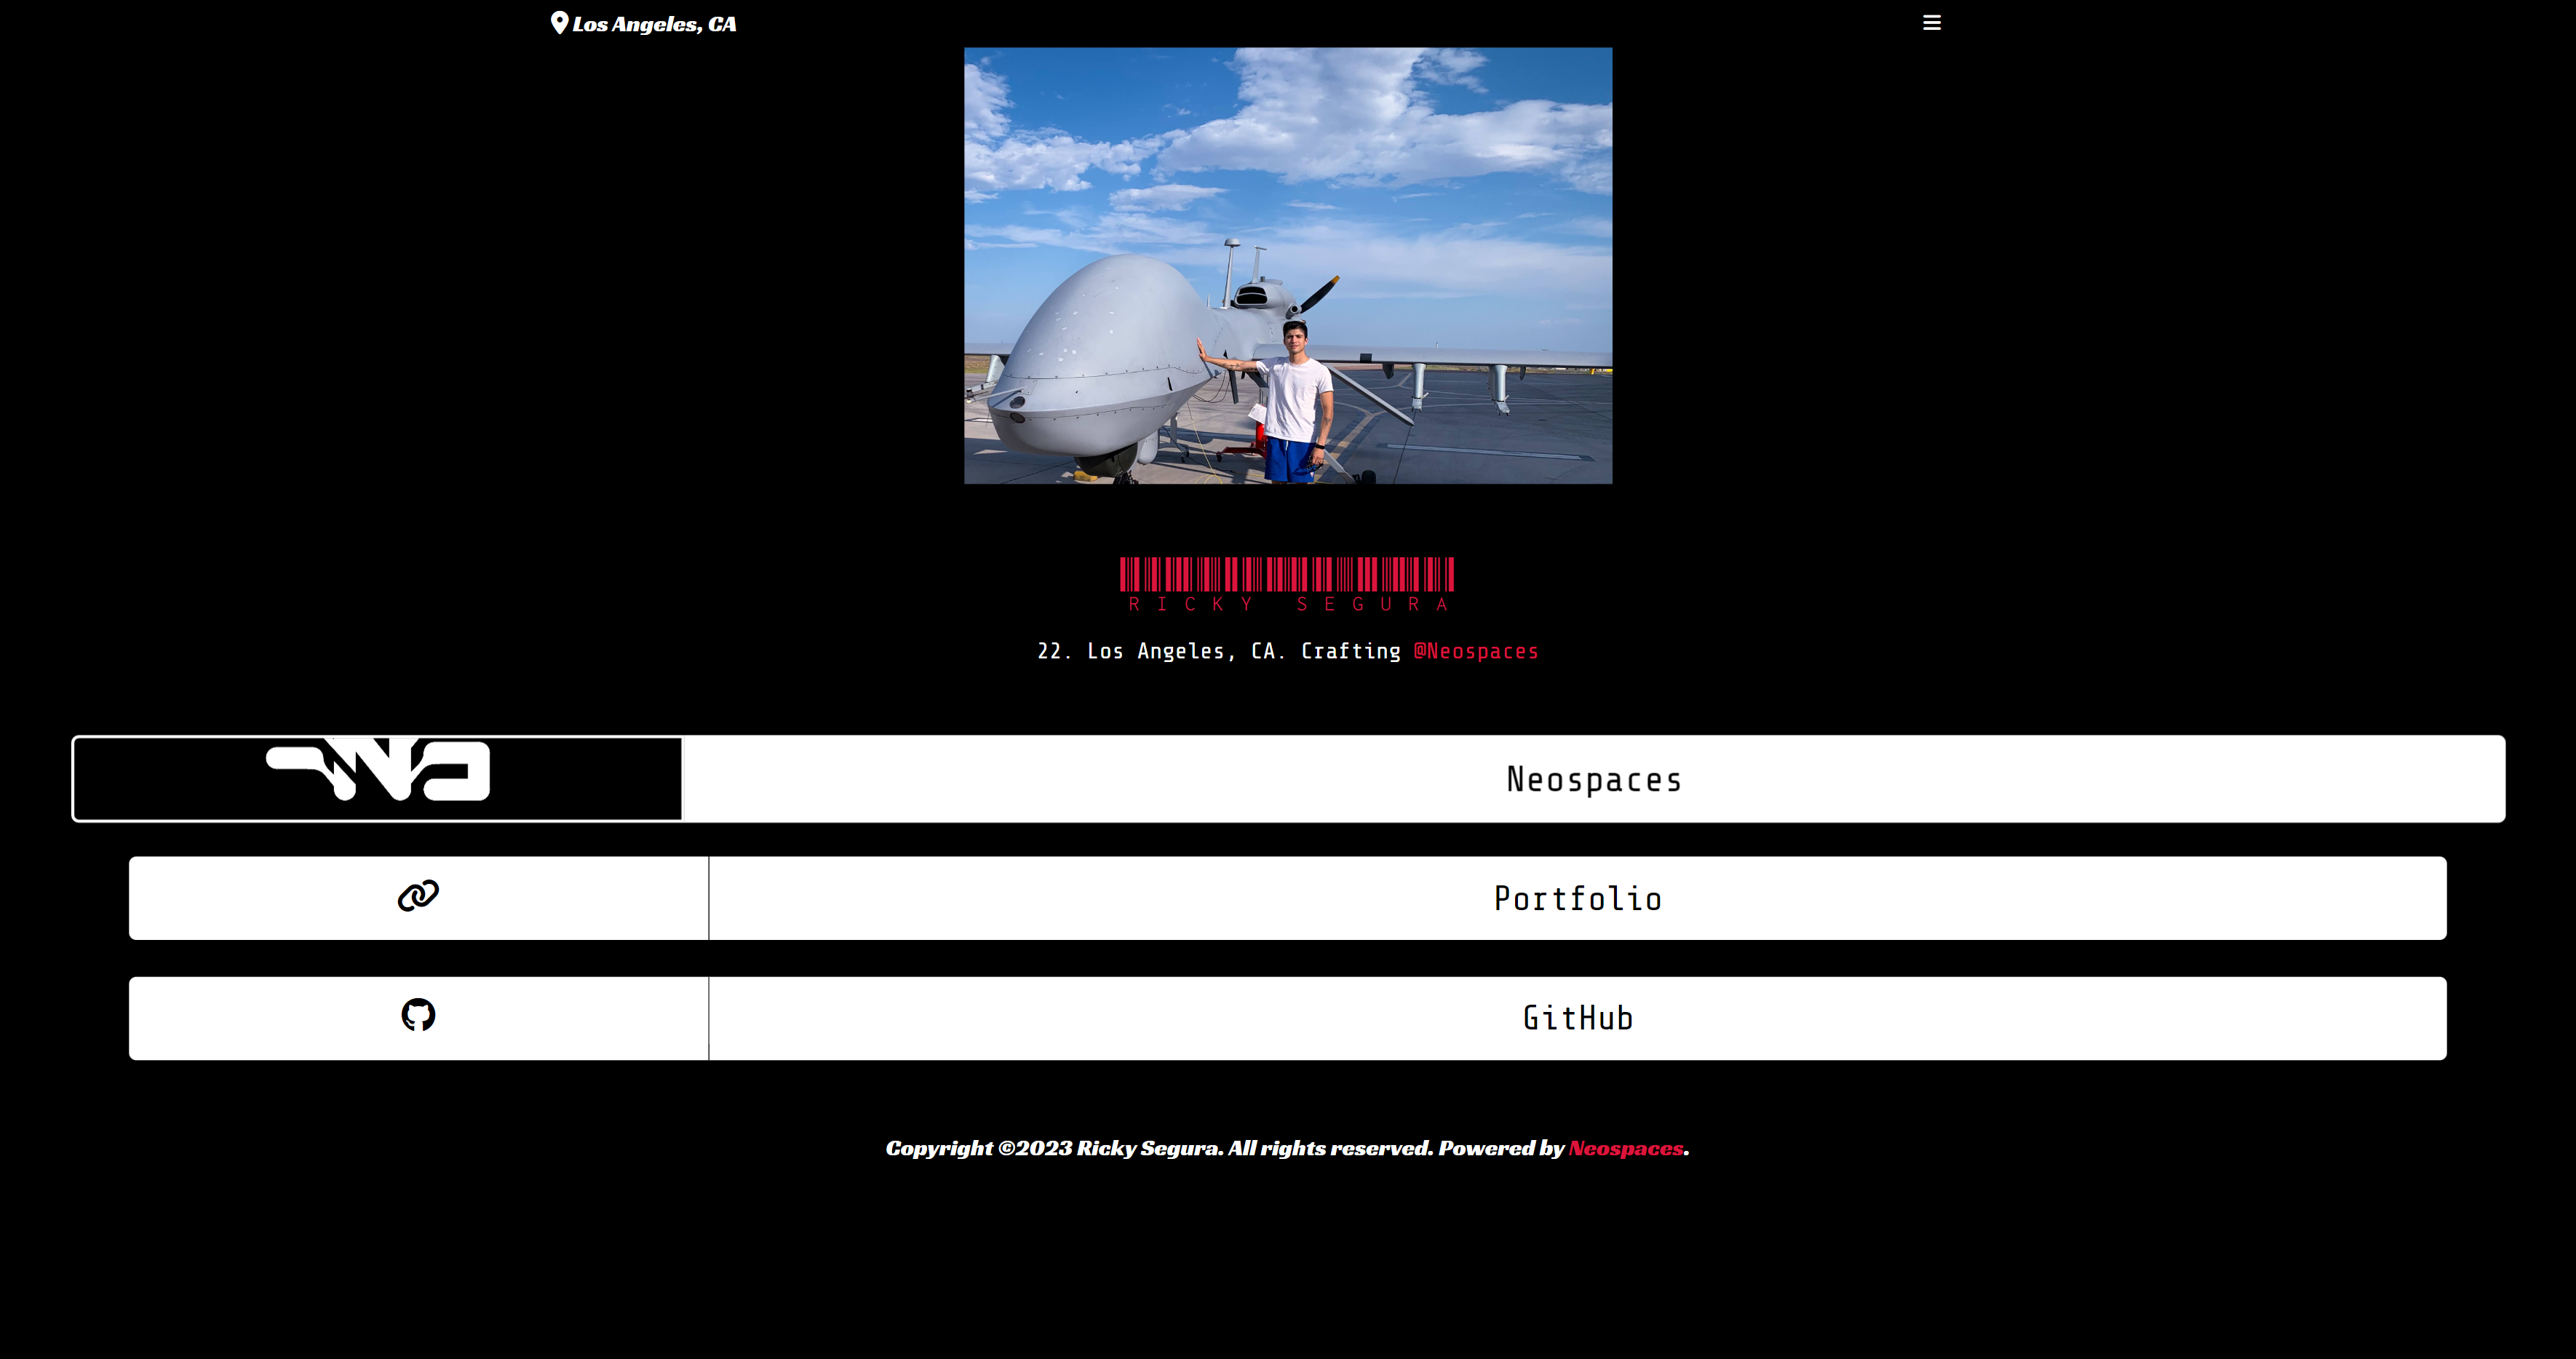 Los Angeles, CA
RICKY SEGURA
22. Los Angeles, CA. Crafting @Neospaces
Neospaces
Portfolio
GitHub
Copyright ©2023 Ricky Segura. All rights reserved. Powered by Neospaces.